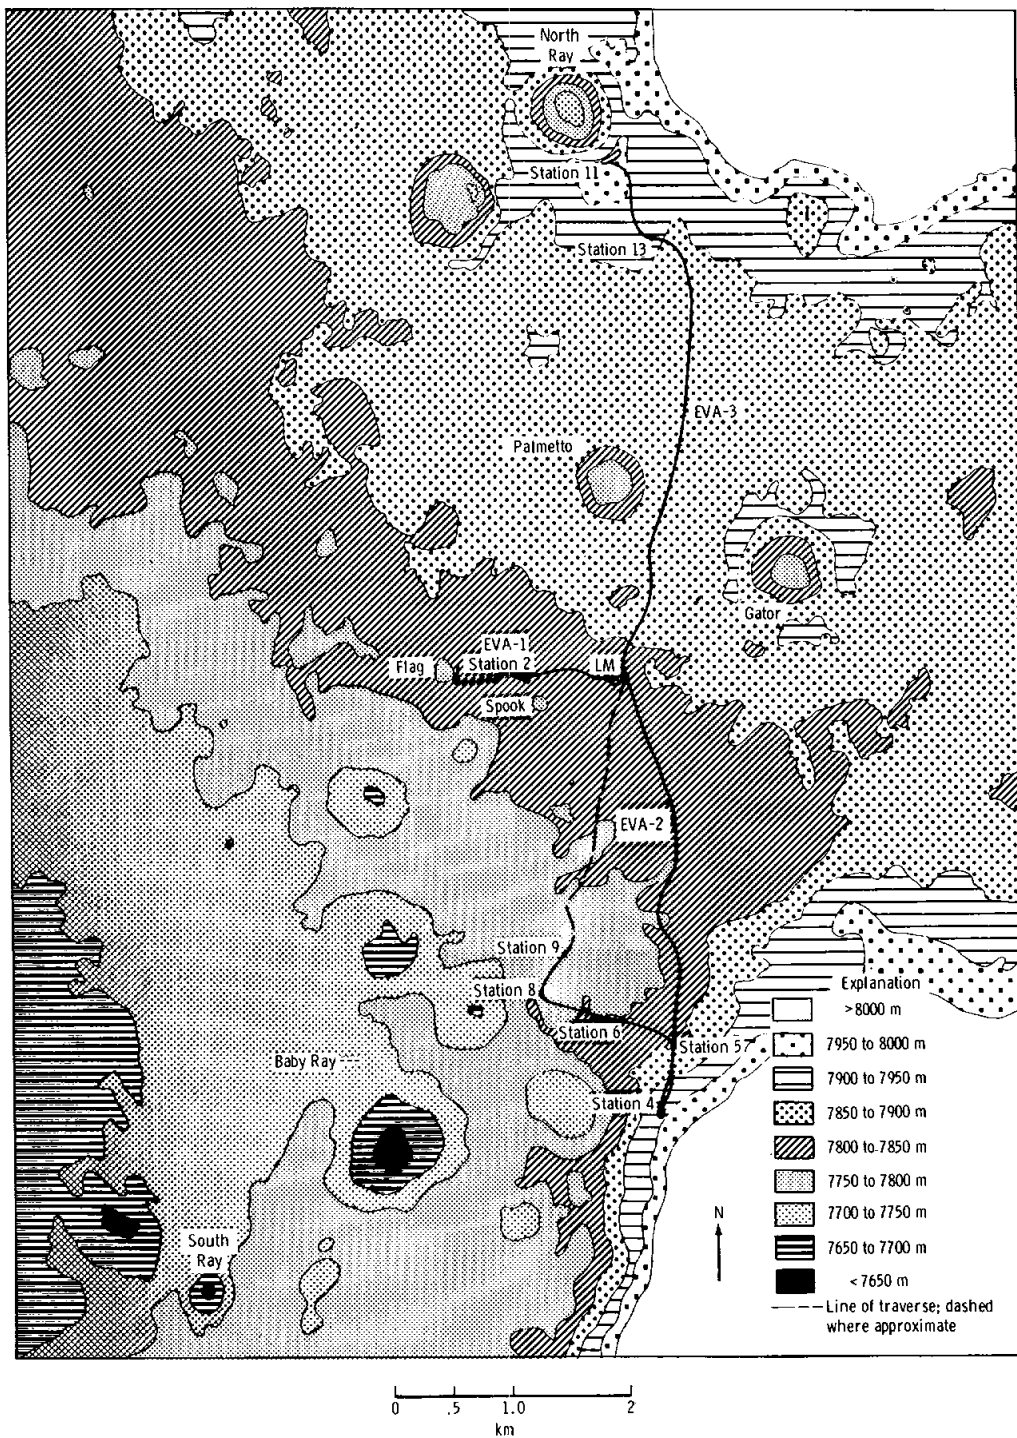 North
Ray
Station 11
Station 13
EVA-3
Palmetto
Gator
EVA-1
Flag
Station 2
LM
Spook
EVA-2
Station 9
Station 8
Station 6
Station 5
Baby Ray
Station 4
South
Ray
N
Explanation
>8000 m
7950 to 8000 m
7900 to 7950 m
7850 to 7900 m
7800 to 7850 m
7750 to 7800 m
7700 to 7750 m
7650 to 7700 m
< 7650 m
Line of traverse; dashed
where approximate
0 .5 1.0 2
km